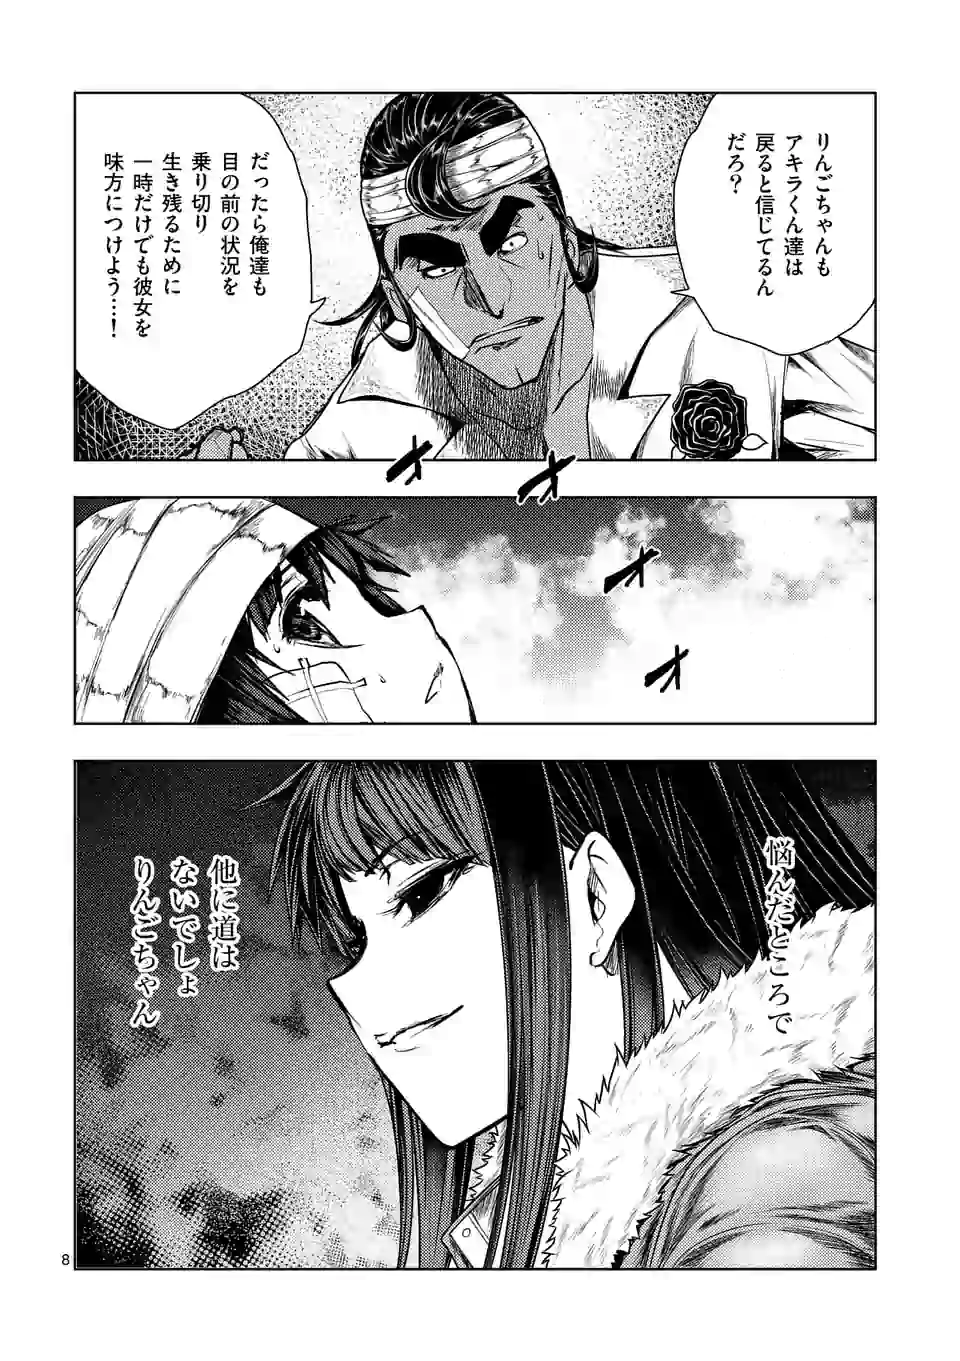 りんごちゃんも
アキラくん達は
戻ると信じてるん
だろ？
だったら俺達も
目の前の状況を
乗り切り
生き残るために
一時だけでも彼女を
味方につけよう…！
オ
オ
オ
オ
悩んだところで
他に道は
ないでしょ
りんごちゃん
8